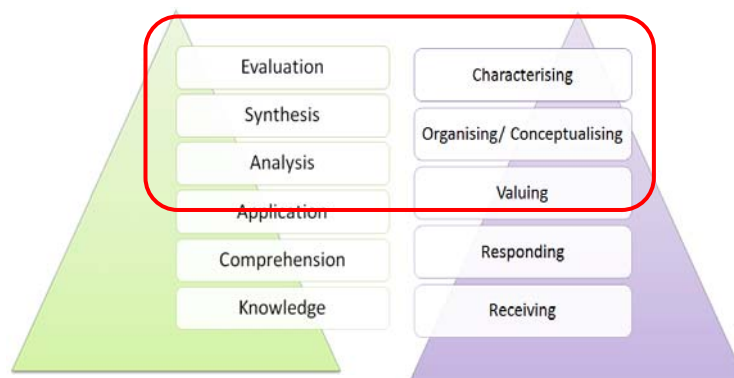 Evaluation
Synthesis
Analysis
Application
Comprehension
Knowledge
Characterising
Organising/ Conceptualising
Valuing
Responding
Receiving